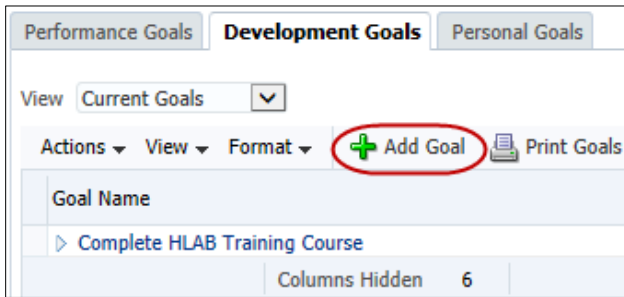 Performance Goals Development Goals Personal Goals
View Current Goals
Actions View Format Add Goal Print Goals
Goal Name
Complete HLAB Training Course
Columns Hidden 6